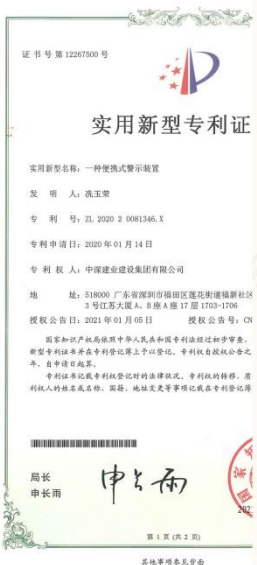 证书号第12267500号
实用新型专利证
实用新型名称：一种便携式警示装置
发明人：冼玉荣
专利号：ZL 2020 2 0081346.X
专利申请日：2020年01月14日
专利权人：中深建业建设集团有限公司
地址：518000 广东省深圳市福田区莲花街道福新社区
3号江苏大厦A、B座A座17层1703-1706
授权公告日：2021年01月05日 授权公告号：CN
国家知识产权局依照中华人民共和国专利法经过初步审查，
新型专利证书并在专利登记簿上予以登记。专利权自授权公告之
年，自申请日起算。
专利证书记载专利权登记时的法律状况。专利权的转移、质
利权人的姓名或名称、国籍、地址变更等事项记载在专利登记簿
局长
申长雨
申长雨
国家
202
第 1 页 (共 2 页)
其他事项参见背面